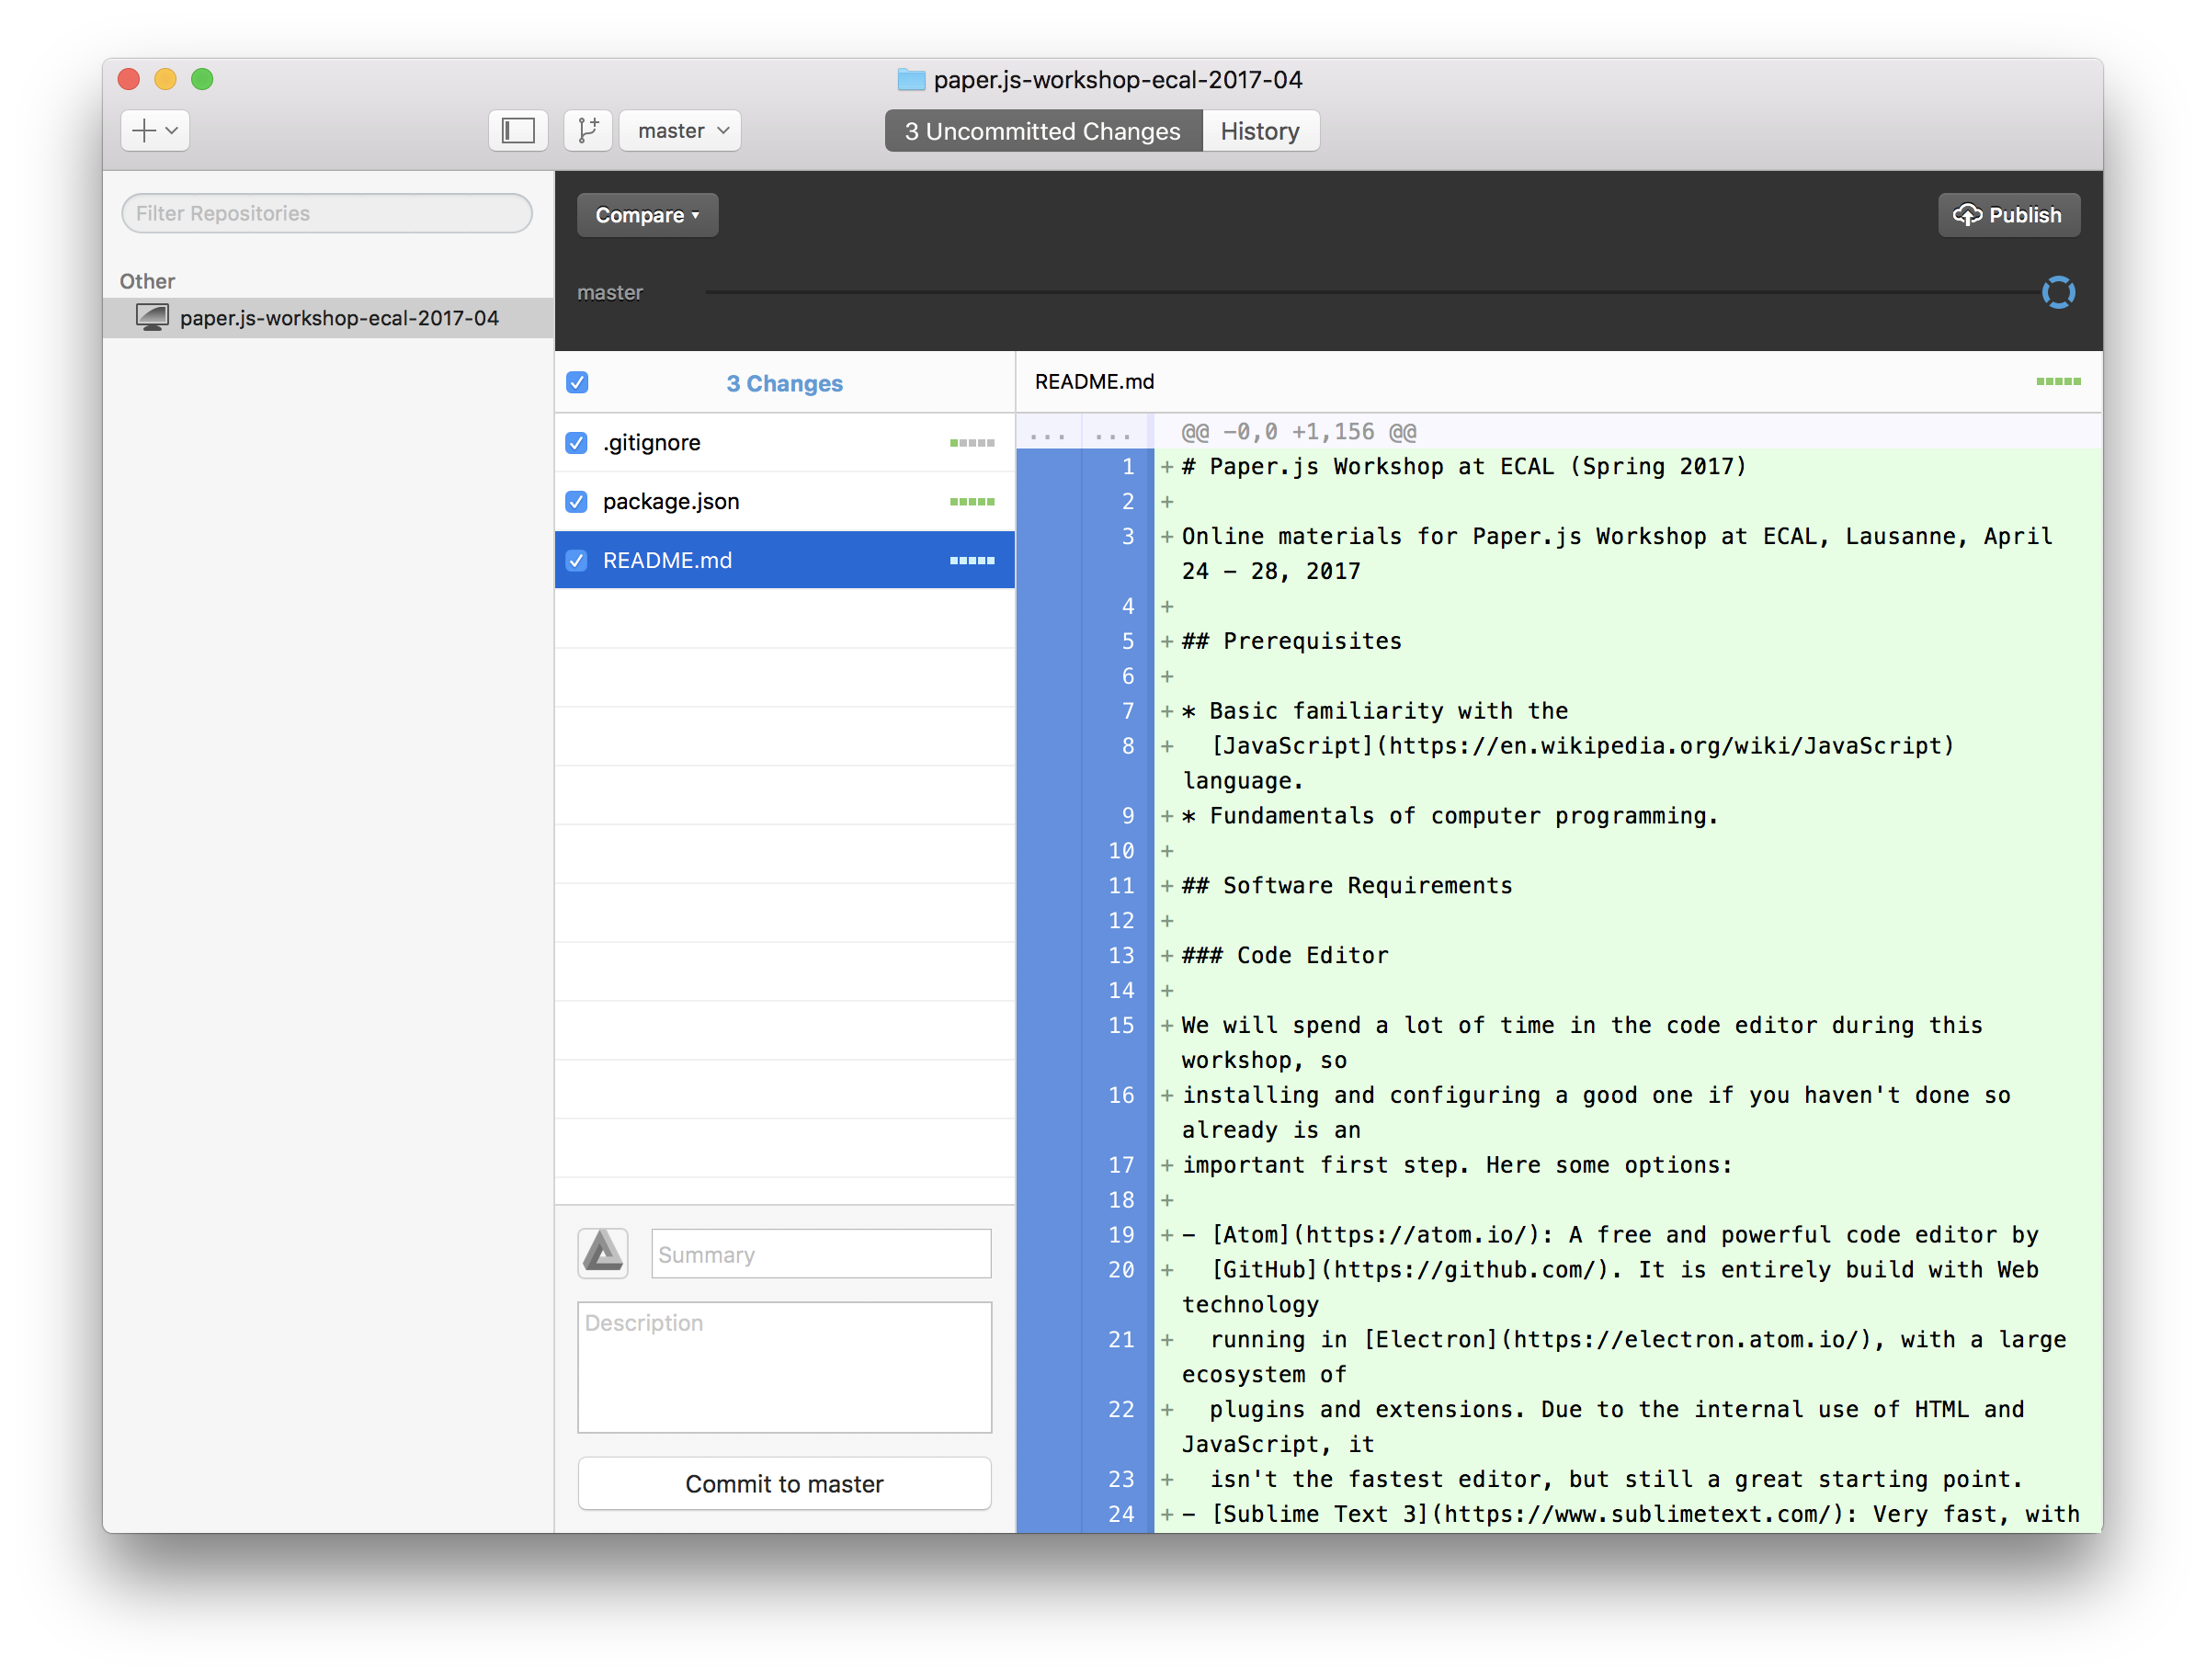 paper.js-workshop-ecal-2017-04
master
3 Uncommitted Changes
History
Filter Repositories
Other
paper.js-workshop-ecal-2017-04
Compare
Publish
master
3 Changes
.gitignore
package.json
README.md
Summary
Description
Commit to master
README.md
... ... @@ -0,0 +1,156 @@
1 +# Paper.js Workshop at ECAL (Spring 2017)
2 +
3 +Online materials for Paper.js Workshop at ECAL, Lausanne, April
24 - 28, 2017
4 +
5 +## Prerequisites
6 +
7 +* Basic familiarity with the
8 +  [JavaScript](https://en.wikipedia.org/wiki/JavaScript)
language.
9 +* Fundamentals of computer programming.
10 +
11 +## Software Requirements
12 +
13 +### Code Editor
14 +
15 +We will spend a lot of time in the code editor during this
workshop, so
16 +installing and configuring a good one if you haven't done so
already is an
17 +important first step. Here some options:
18 +
19 +- [Atom](https://atom.io/): A free and powerful code editor by
20 +  [GitHub](https://github.com/). It is entirely build with Web
technology
21 +  running in [Electron](https://electron.atom.io/), with a large
ecosystem of
22 +  plugins and extensions. Due to the internal use of HTML and
JavaScript, it
23 +  isn't the fastest editor, but still a great starting point.
24 +- [Sublime Text 3](https://www.sublimetext.com/): Very fast, with